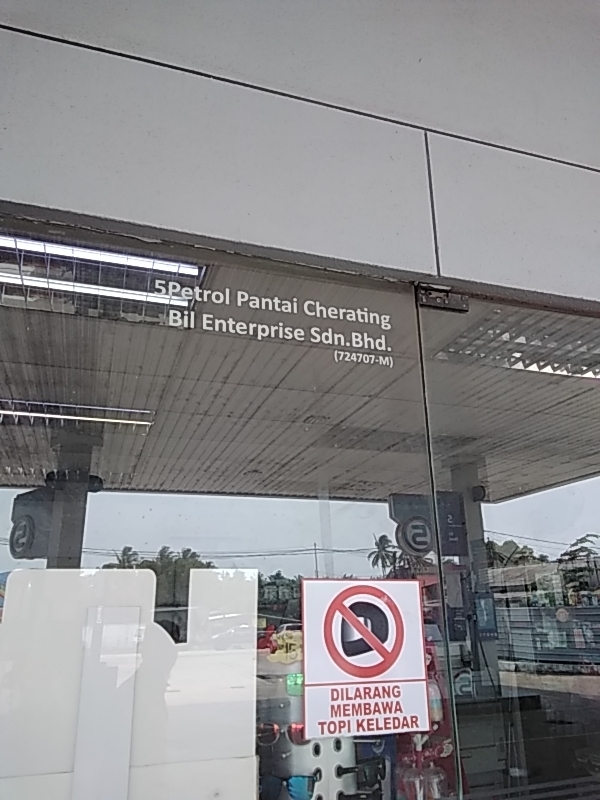 5Petrol Pantai Cherating
Bil Enterprise Sdn.Bhd.
(724707-M)
DILARANG
MEMBAWA
TOPI KELEDAR